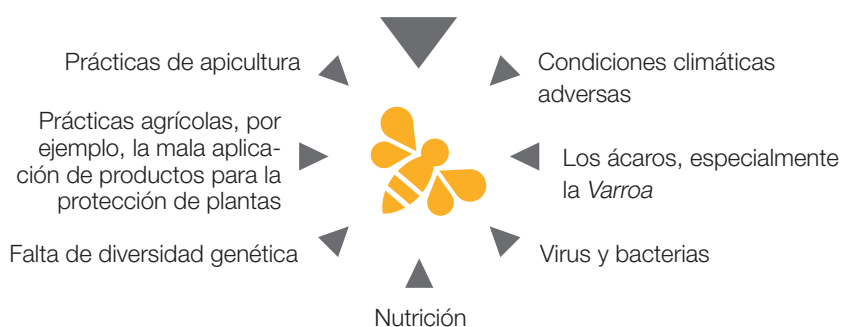 Prácticas de apicultura
Prácticas agrícolas, por
ejemplo, la mala aplica-
ción de productos para la
protección de plantas
Falta de diversidad genética
Condiciones climáticas
adversas
Los ácaros, especialmente
la Varroa
Virus y bacterias
Nutrición